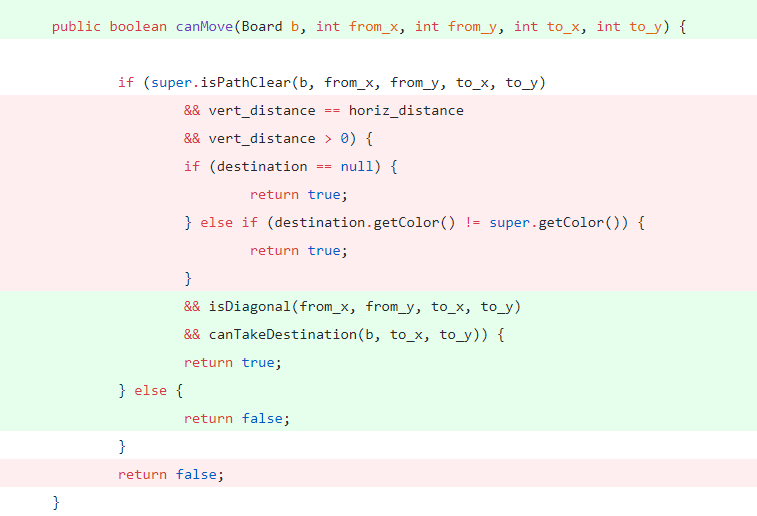 public boolean canMove(Board b, int from_x, int from_y, int to_x, int to_y) {
if (super.isPathClear(b, from_x, from_y, to_x, to_y)
&& vert_distance == horiz_distance
&& vert_distance > 0) {
if (destination == null) {
return true;
} else if (destination.getColor() != super.getColor()) {
return true;
}
&& isDiagonal(from_x, from_y, to_x, to_y)
&& canTakeDestination(b, to_x, to_y)) {
return true;
} else {
return false;
}
return false;
}